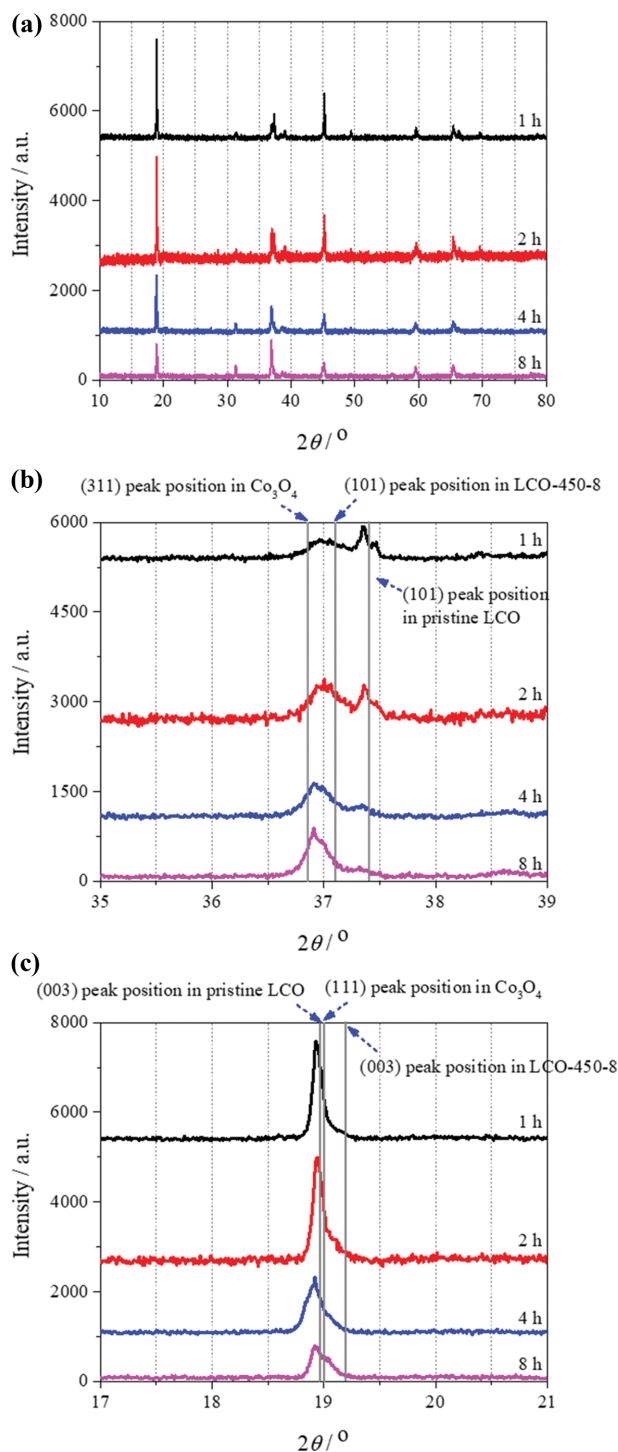 (a)
8000
6000
4000
2000
0
Intensity / a.u.
1 h
2 h
4 h
8 h
10 20 30 40 50 60 70 80
2θ / °
(b)
(311) peak position in Co₃O₄
(101) peak position in LCO-450-8
6000
4500
3000
1500
0
Intensity / a.u.
1 h
(101) peak position
in pristine LCO
2 h
4 h
8 h
35 36 37 38 39
2θ / °
(c)
(003) peak position in pristine LCO
(111) peak position in Co₃O₄
(003) peak position in LCO-450-8
8000
6000
4000
2000
0
Intensity / a.u.
1 h
2 h
4 h
8 h
17 18 19 20 21
2θ / °